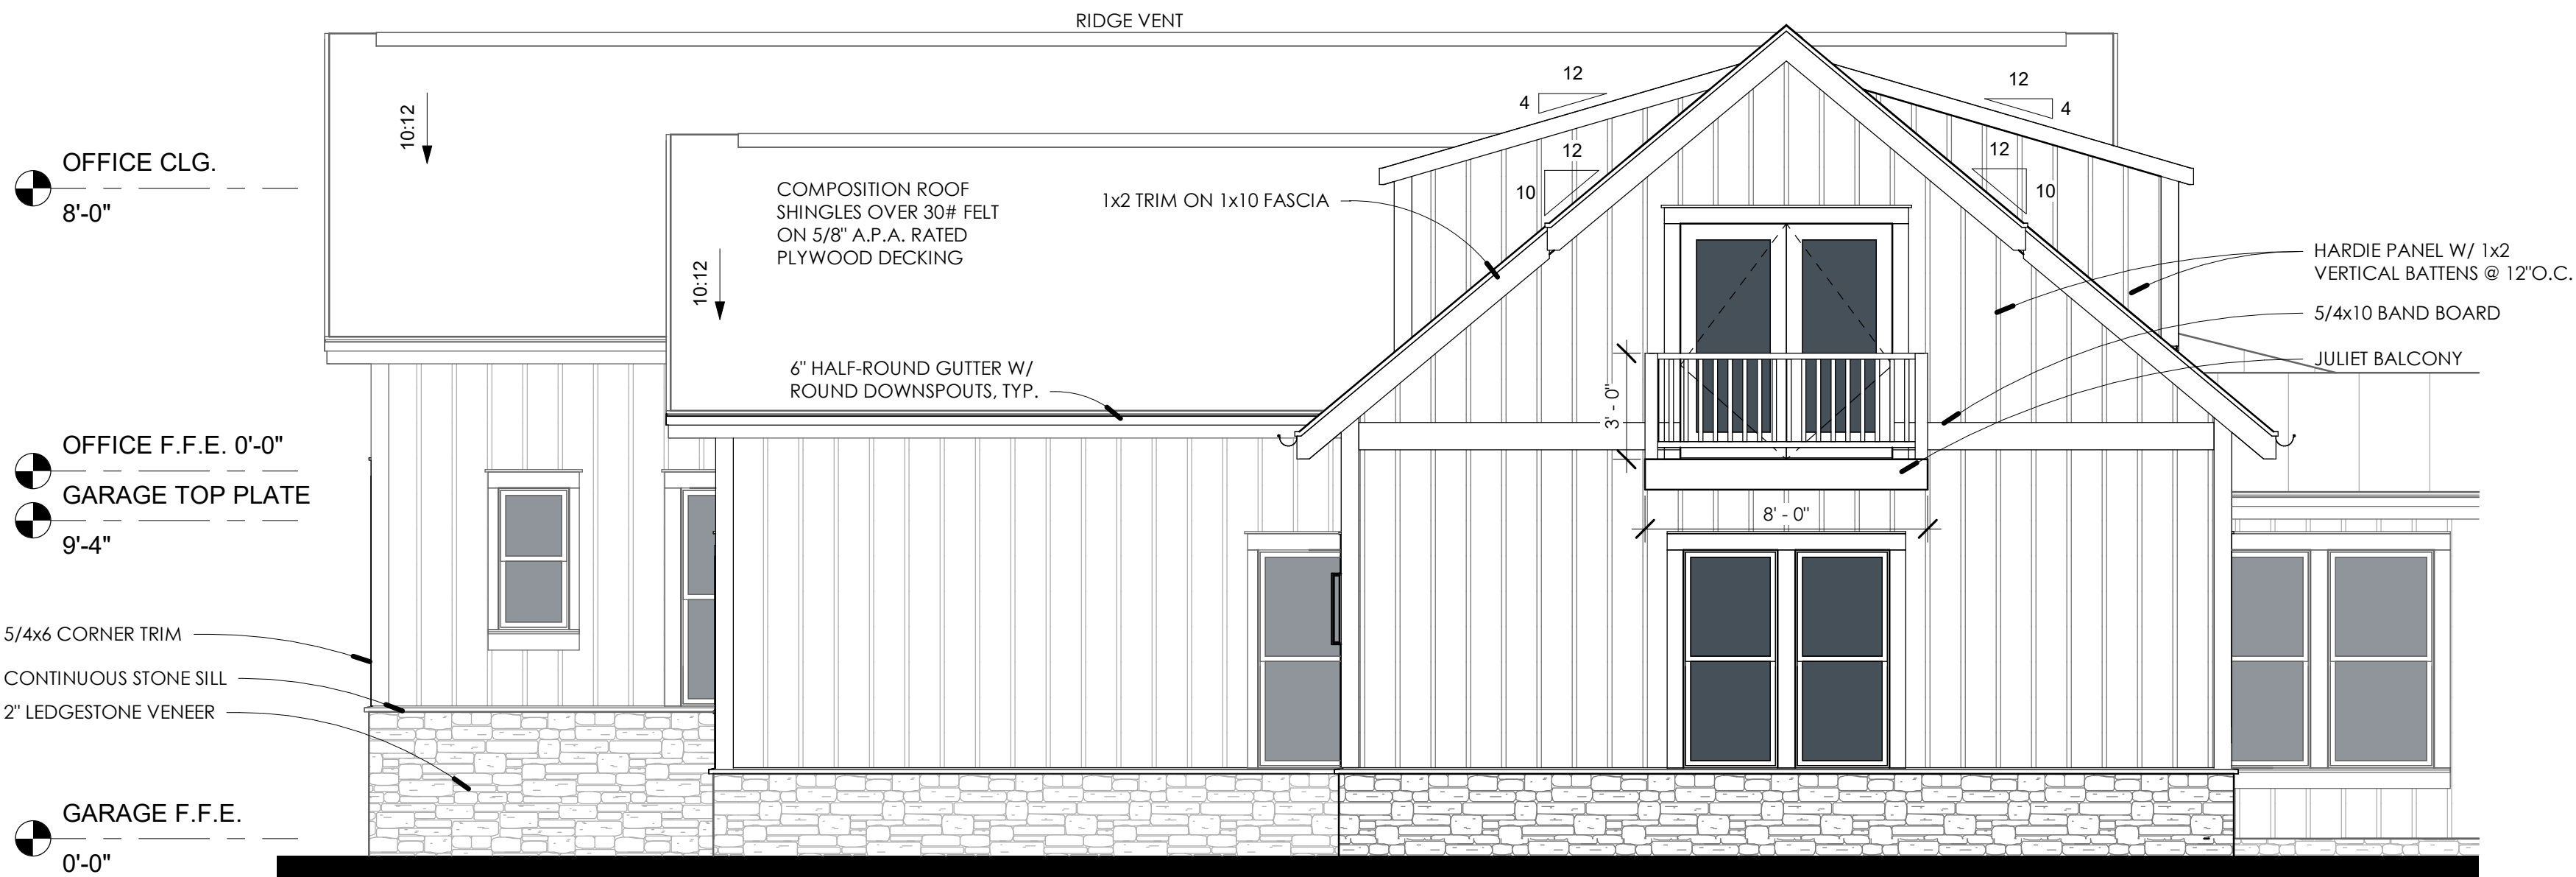 RIDGE VENT
12
4
12
4
10:12
OFFICE CLG.
8'-0"
12
10
12
10
COMPOSITION ROOF
SHINGLES OVER 30# FELT
ON 5/8" A.P.A. RATED
PLYWOOD DECKING
1x2 TRIM ON 1x10 FASCIA
10:12
HARDIE PANEL W/ 1x2
VERTICAL BATTENS @ 12"O.C.
5/4x10 BAND BOARD
JULIET BALCONY
6" HALF-ROUND GUTTER W/
ROUND DOWNSPOUTS, TYP.
3' - 0"
OFFICE F.F.E. 0'-0"
GARAGE TOP PLATE
9'-4"
8' - 0"
5/4x6 CORNER TRIM
CONTINUOUS STONE SILL
2" LEDGESTONE VENEER
GARAGE F.F.E.
0'-0"